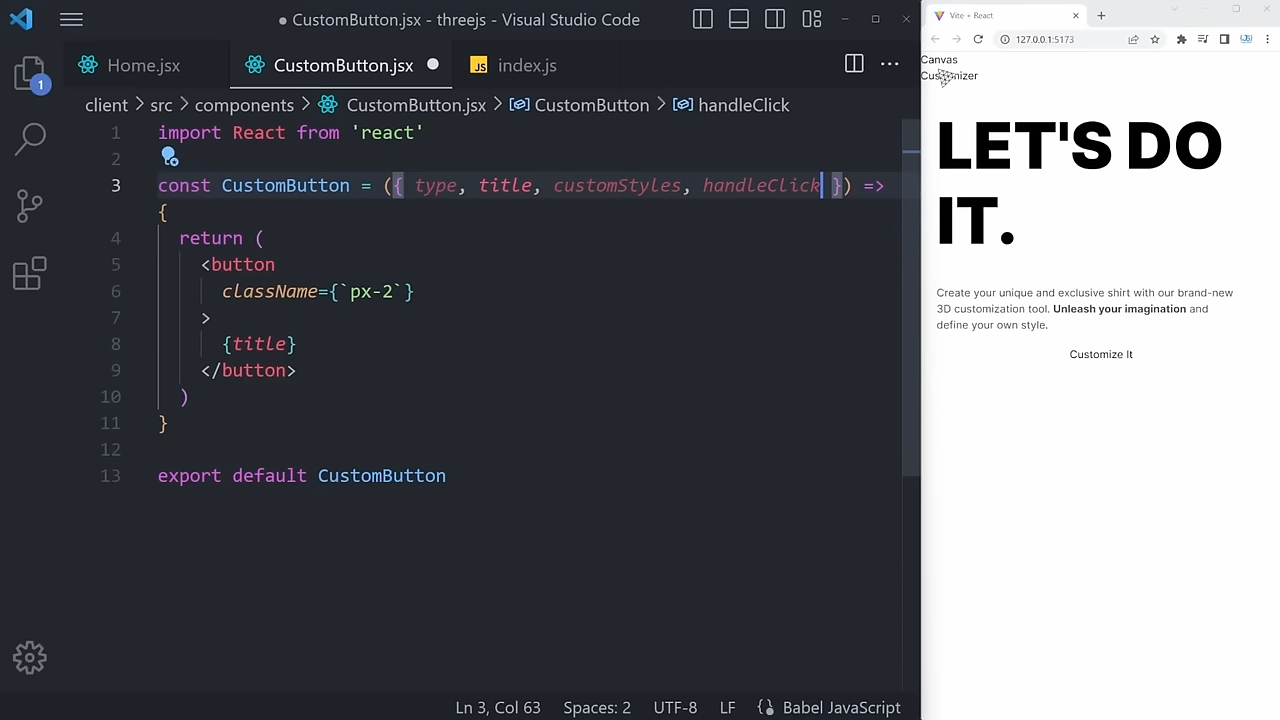 CustomButton.jsx - threejs - Visual Studio Code
Home.jsx
CustomButton.jsx
JS index.js
1
client > src > components > CustomButton.jsx > CustomButton > handleClick
1 import React from 'react'
2
3 const CustomButton = ({ type, title, customStyles, handleClick }) =>
{
4 return (
5 <button
6 className={`px-2`}
7 >
8 {title}
9 </button>
10 )
11 }
12
13 export default CustomButton
Ln 3, Col 63
Spaces: 2
UTF-8
LF
Babel JavaScript
Vite + React
127.0.0.1:5173
Canvas
Customizer
LET'S DO
IT.
Create your unique and exclusive shirt with our brand-new
3D customization tool. Unleash your imagination and
define your own style.
Customize It